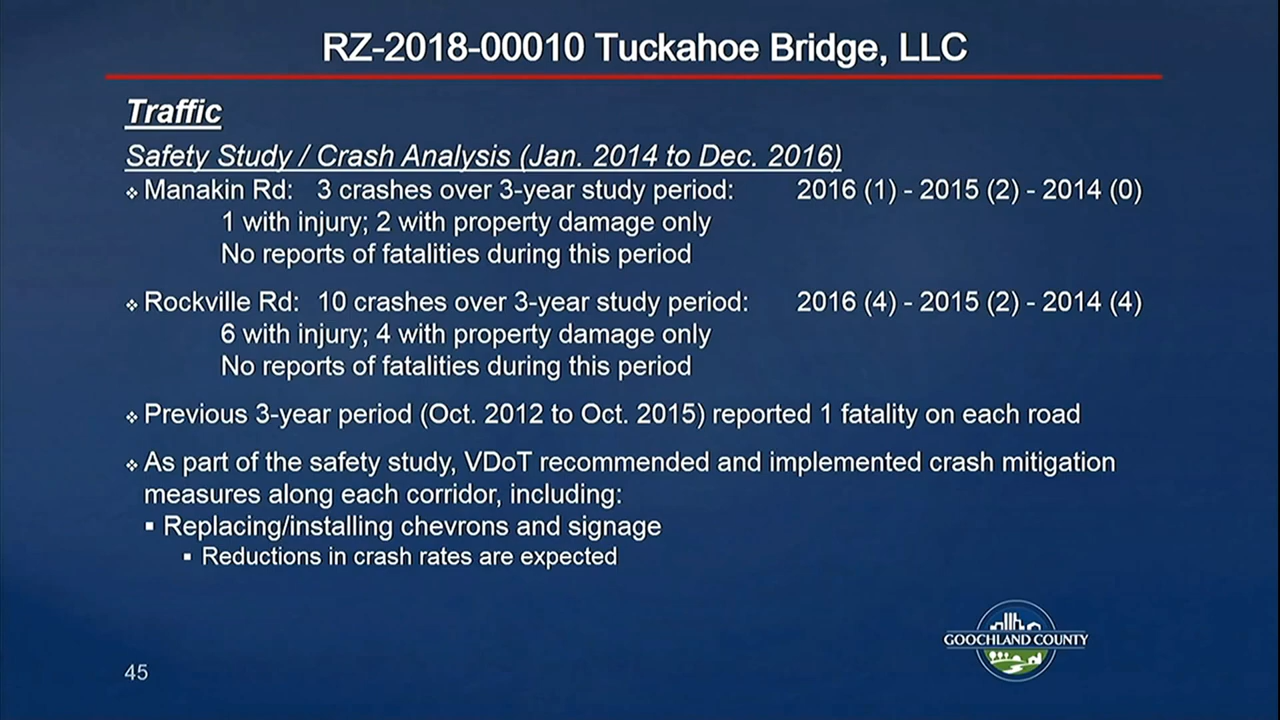 RZ-2018-00010 Tuckahoe Bridge, LLC
Traffic
Safety Study / Crash Analysis (Jan. 2014 to Dec. 2016)
❖ Manakin Rd: 3 crashes over 3-year study period: 2016 (1) - 2015 (2) - 2014 (0)
1 with injury; 2 with property damage only
No reports of fatalities during this period
❖ Rockville Rd: 10 crashes over 3-year study period: 2016 (4) - 2015 (2) - 2014 (4)
6 with injury; 4 with property damage only
No reports of fatalities during this period
❖ Previous 3-year period (Oct. 2012 to Oct. 2015) reported 1 fatality on each road
❖ As part of the safety study, VDoT recommended and implemented crash mitigation
measures along each corridor, including:
▪ Replacing/installing chevrons and signage
▪ Reductions in crash rates are expected
GOOCHLAND COUNTY
45